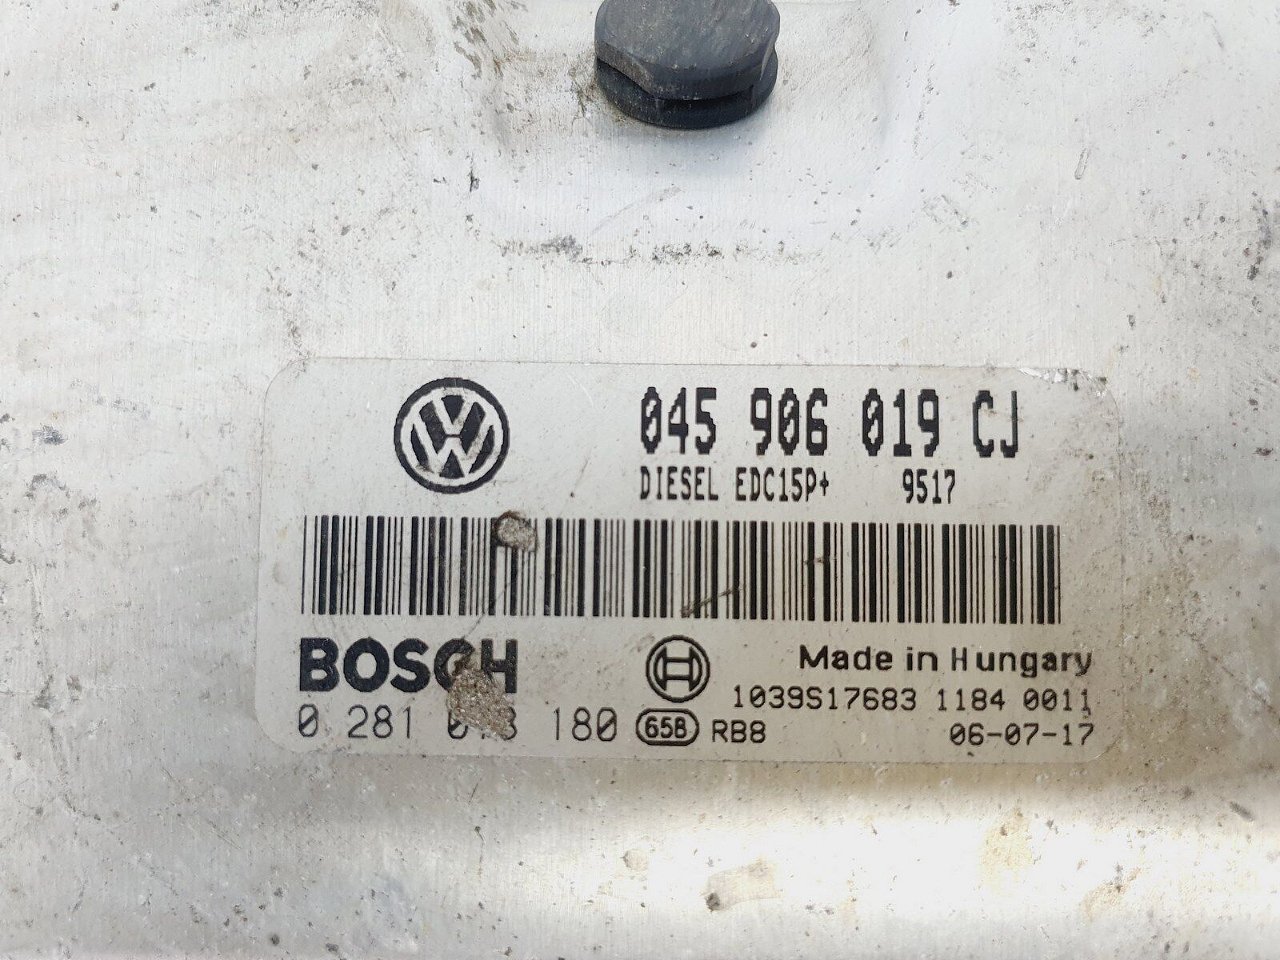 045 906 019 CJ
DIESEL EDC15P+ 9517
BOSCH
Made in Hungary
1039S17683 1184 0011
0 281 013 180 658 RB8
06-07-17